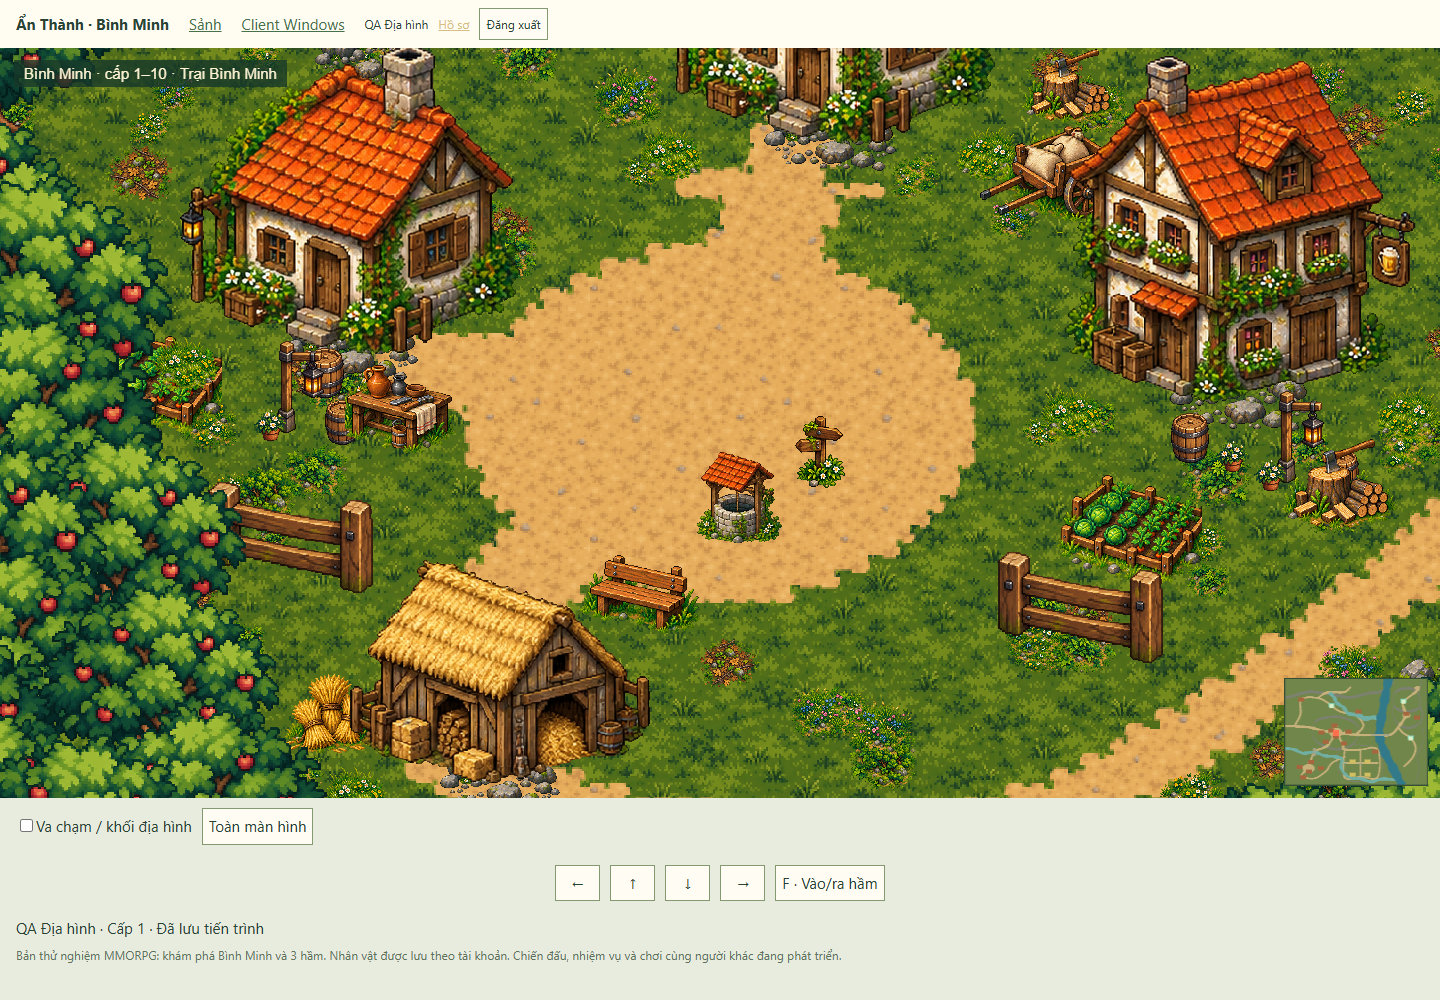 Ẩn Thành · Bình Minh Sảnh Client Windows QA Địa hình Hồ sơ Đăng xuất
Bình Minh · cấp 1–10 · Trại Bình Minh
Va chạm / khối địa hình Toàn màn hình
← ↑ ↓ → F · Vào/ra hầm
QA Địa hình · Cấp 1 · Đã lưu tiến trình
Bản thử nghiệm MMORPG: khám phá Bình Minh và 3 hầm. Nhân vật được lưu theo tài khoản. Chiến đấu, nhiệm vụ và chơi cùng người khác đang phát triển.